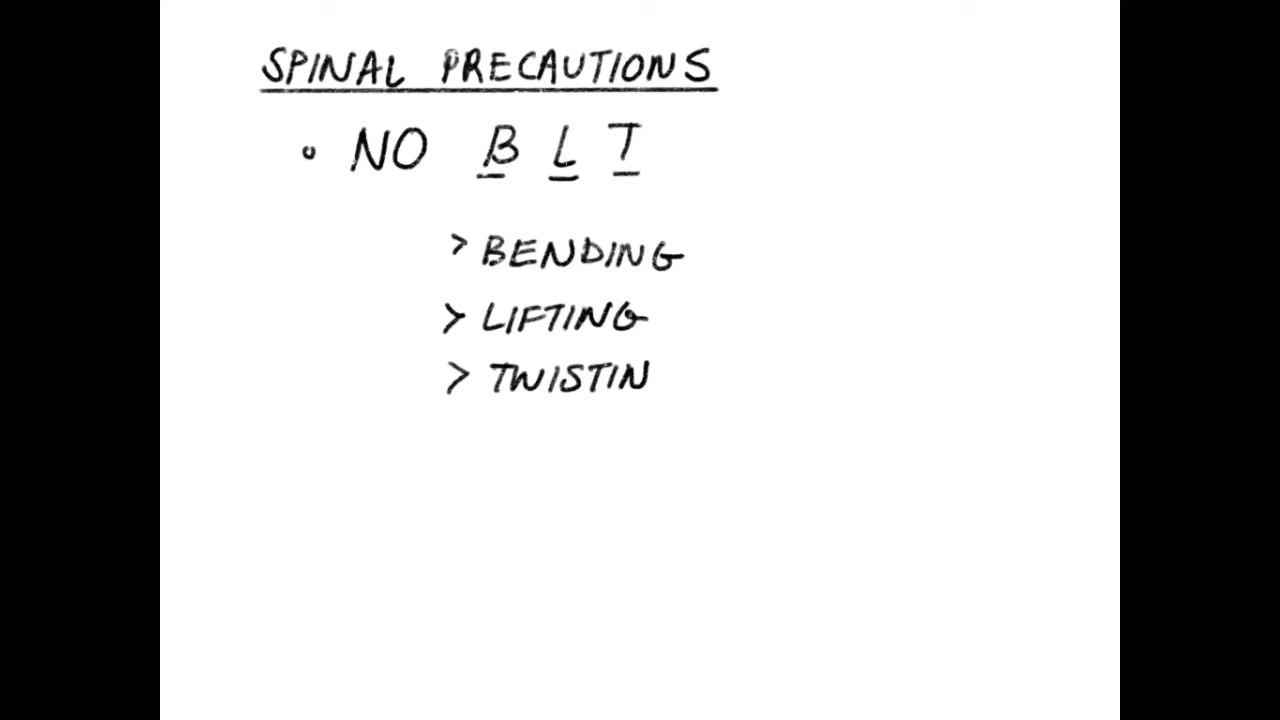 SPINAL PRECAUTIONS
• NO B L T
> BENDING
> LIFTING
> TWISTIN